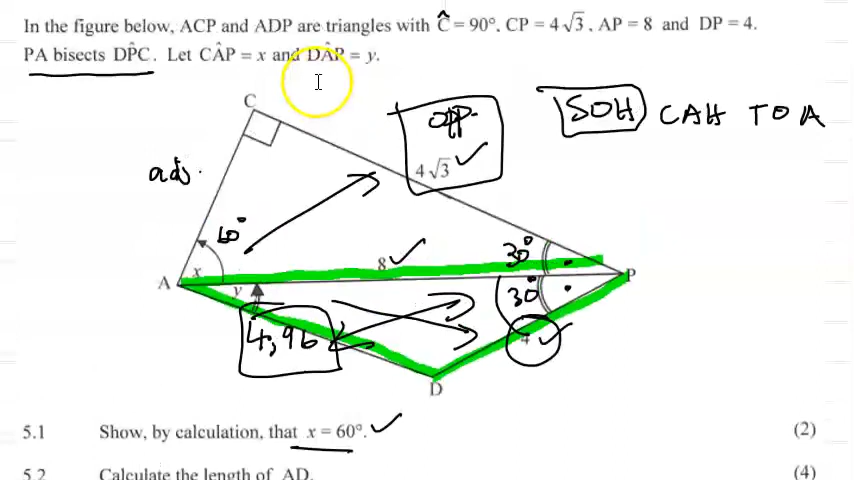 In the figure below, ACP and ADP are triangles with Ĉ = 90°, CP = 4√3, AP = 8 and DP = 4.
PA bisects DP̂C. Let CÂP = x and DÂP = y.
C
opp.
SOH CAH TOA
adj.
4√3
60°
30°
8
A
x
P
y
30°
4,96
4
D
5.1 Show, by calculation, that x = 60°. (2)
5.2 Calculate the length of AD. (4)